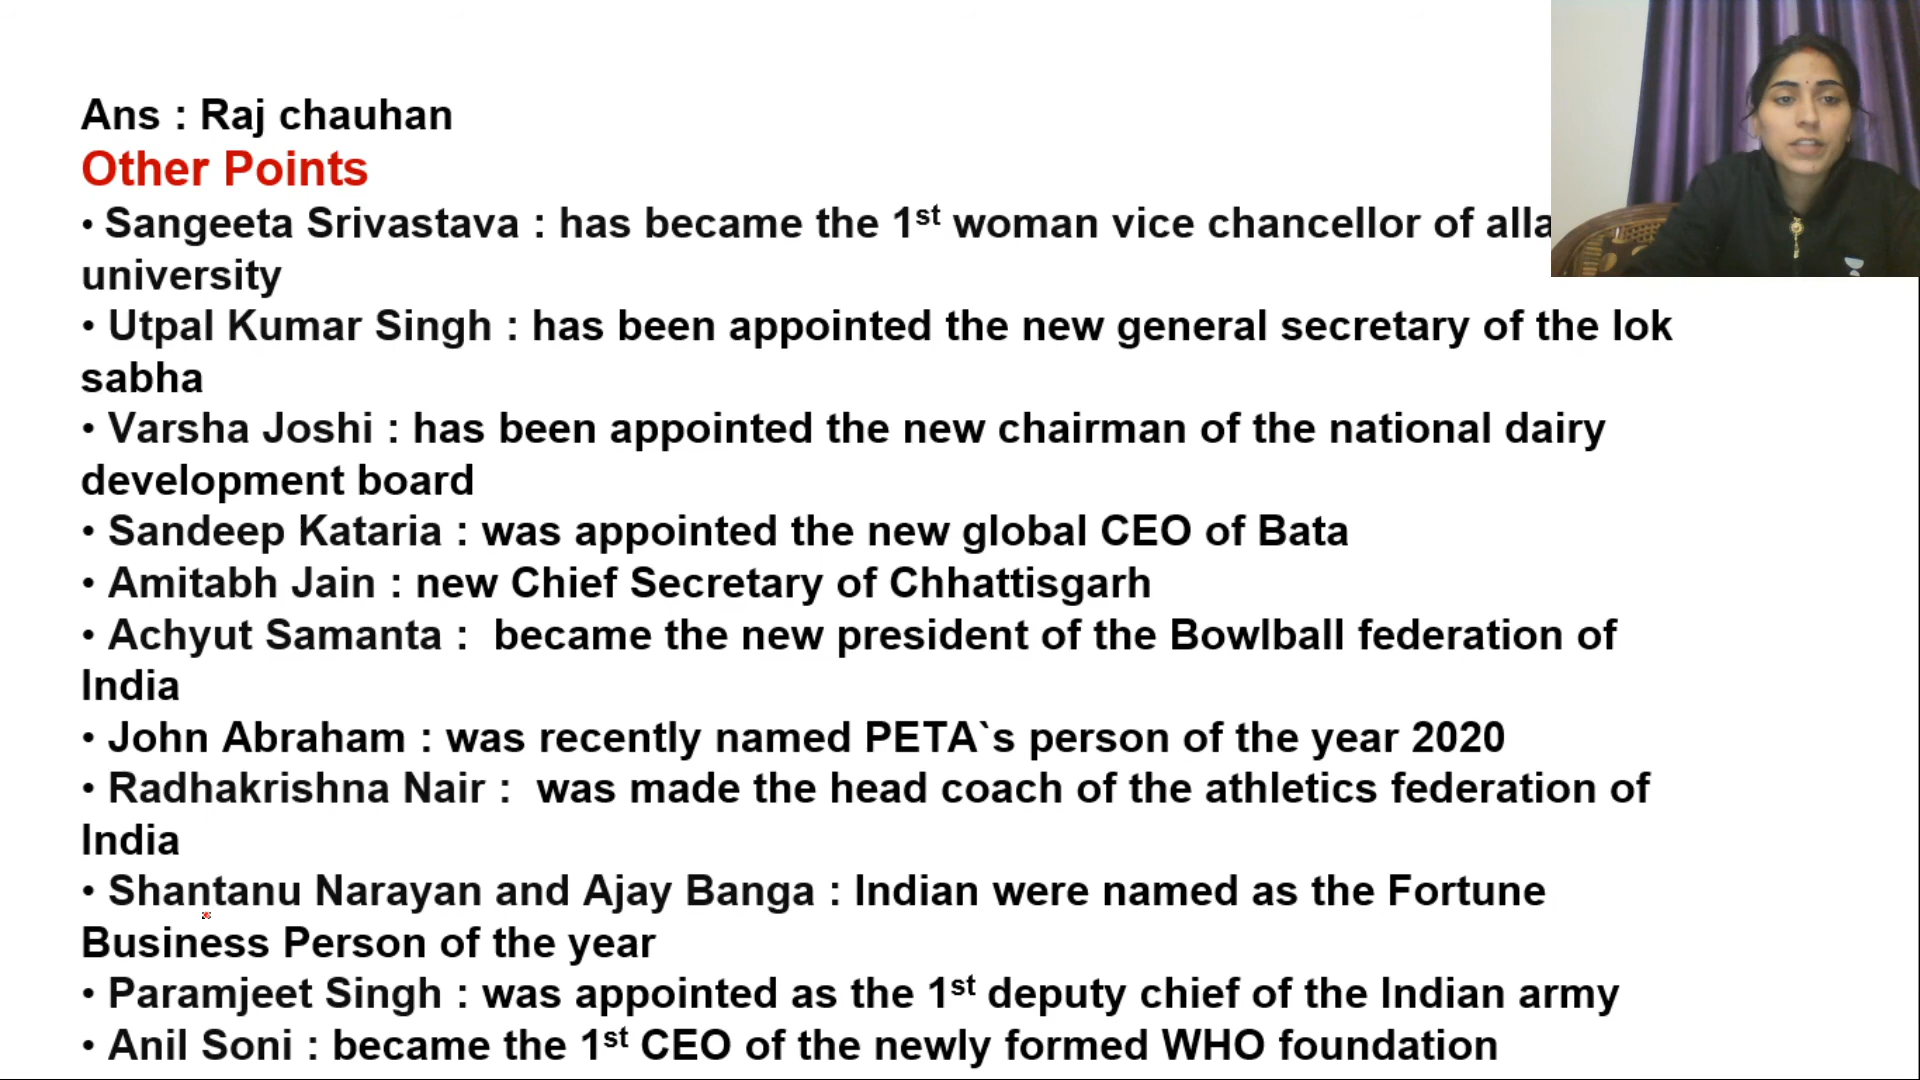 Ans : Raj chauhan
Other Points
• Sangeeta Srivastava : has became the 1st woman vice chancellor of
university
• Utpal Kumar Singh : has been appointed the new general secretary of the lok
sabha
• Varsha Joshi : has been appointed the new chairman of the national dairy
development board
• Sandeep Kataria : was appointed the new global CEO of Bata
• Amitabh Jain : new Chief Secretary of Chhattisgarh
• Achyut Samanta :  became the new president of the Bowlball federation of
India
• John Abraham : was recently named PETA`s person of the year 2020
• Radhakrishna Nair :  was made the head coach of the athletics federation of
India
• Shantanu Narayan and Ajay Banga : Indian were named as the Fortune
Business Person of the year
• Paramjeet Singh : was appointed as the 1st deputy chief of the Indian army
• Anil Soni : became the 1st CEO of the newly formed WHO foundation